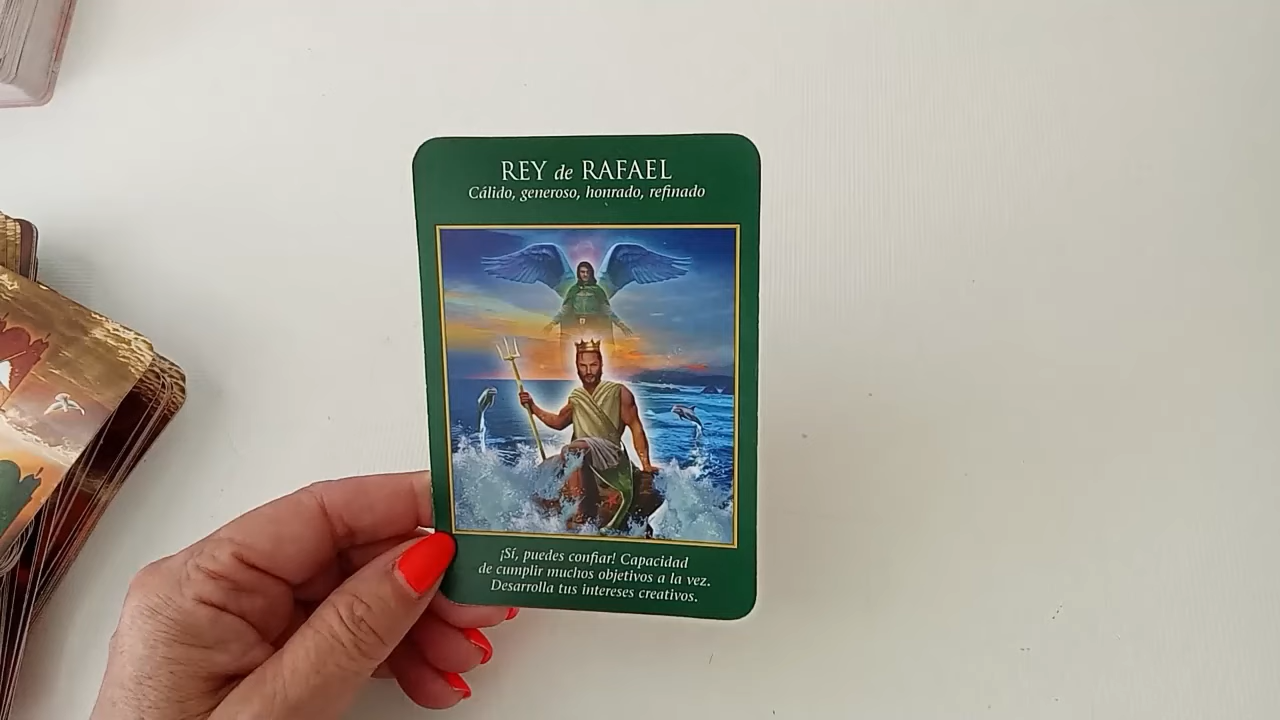 REY de RAFAEL
Cálido, generoso, honrado, refinado
¡Sí, puedes confiar! Capacidad
de cumplir muchos objetivos a la vez.
Desarrolla tus intereses creativos.